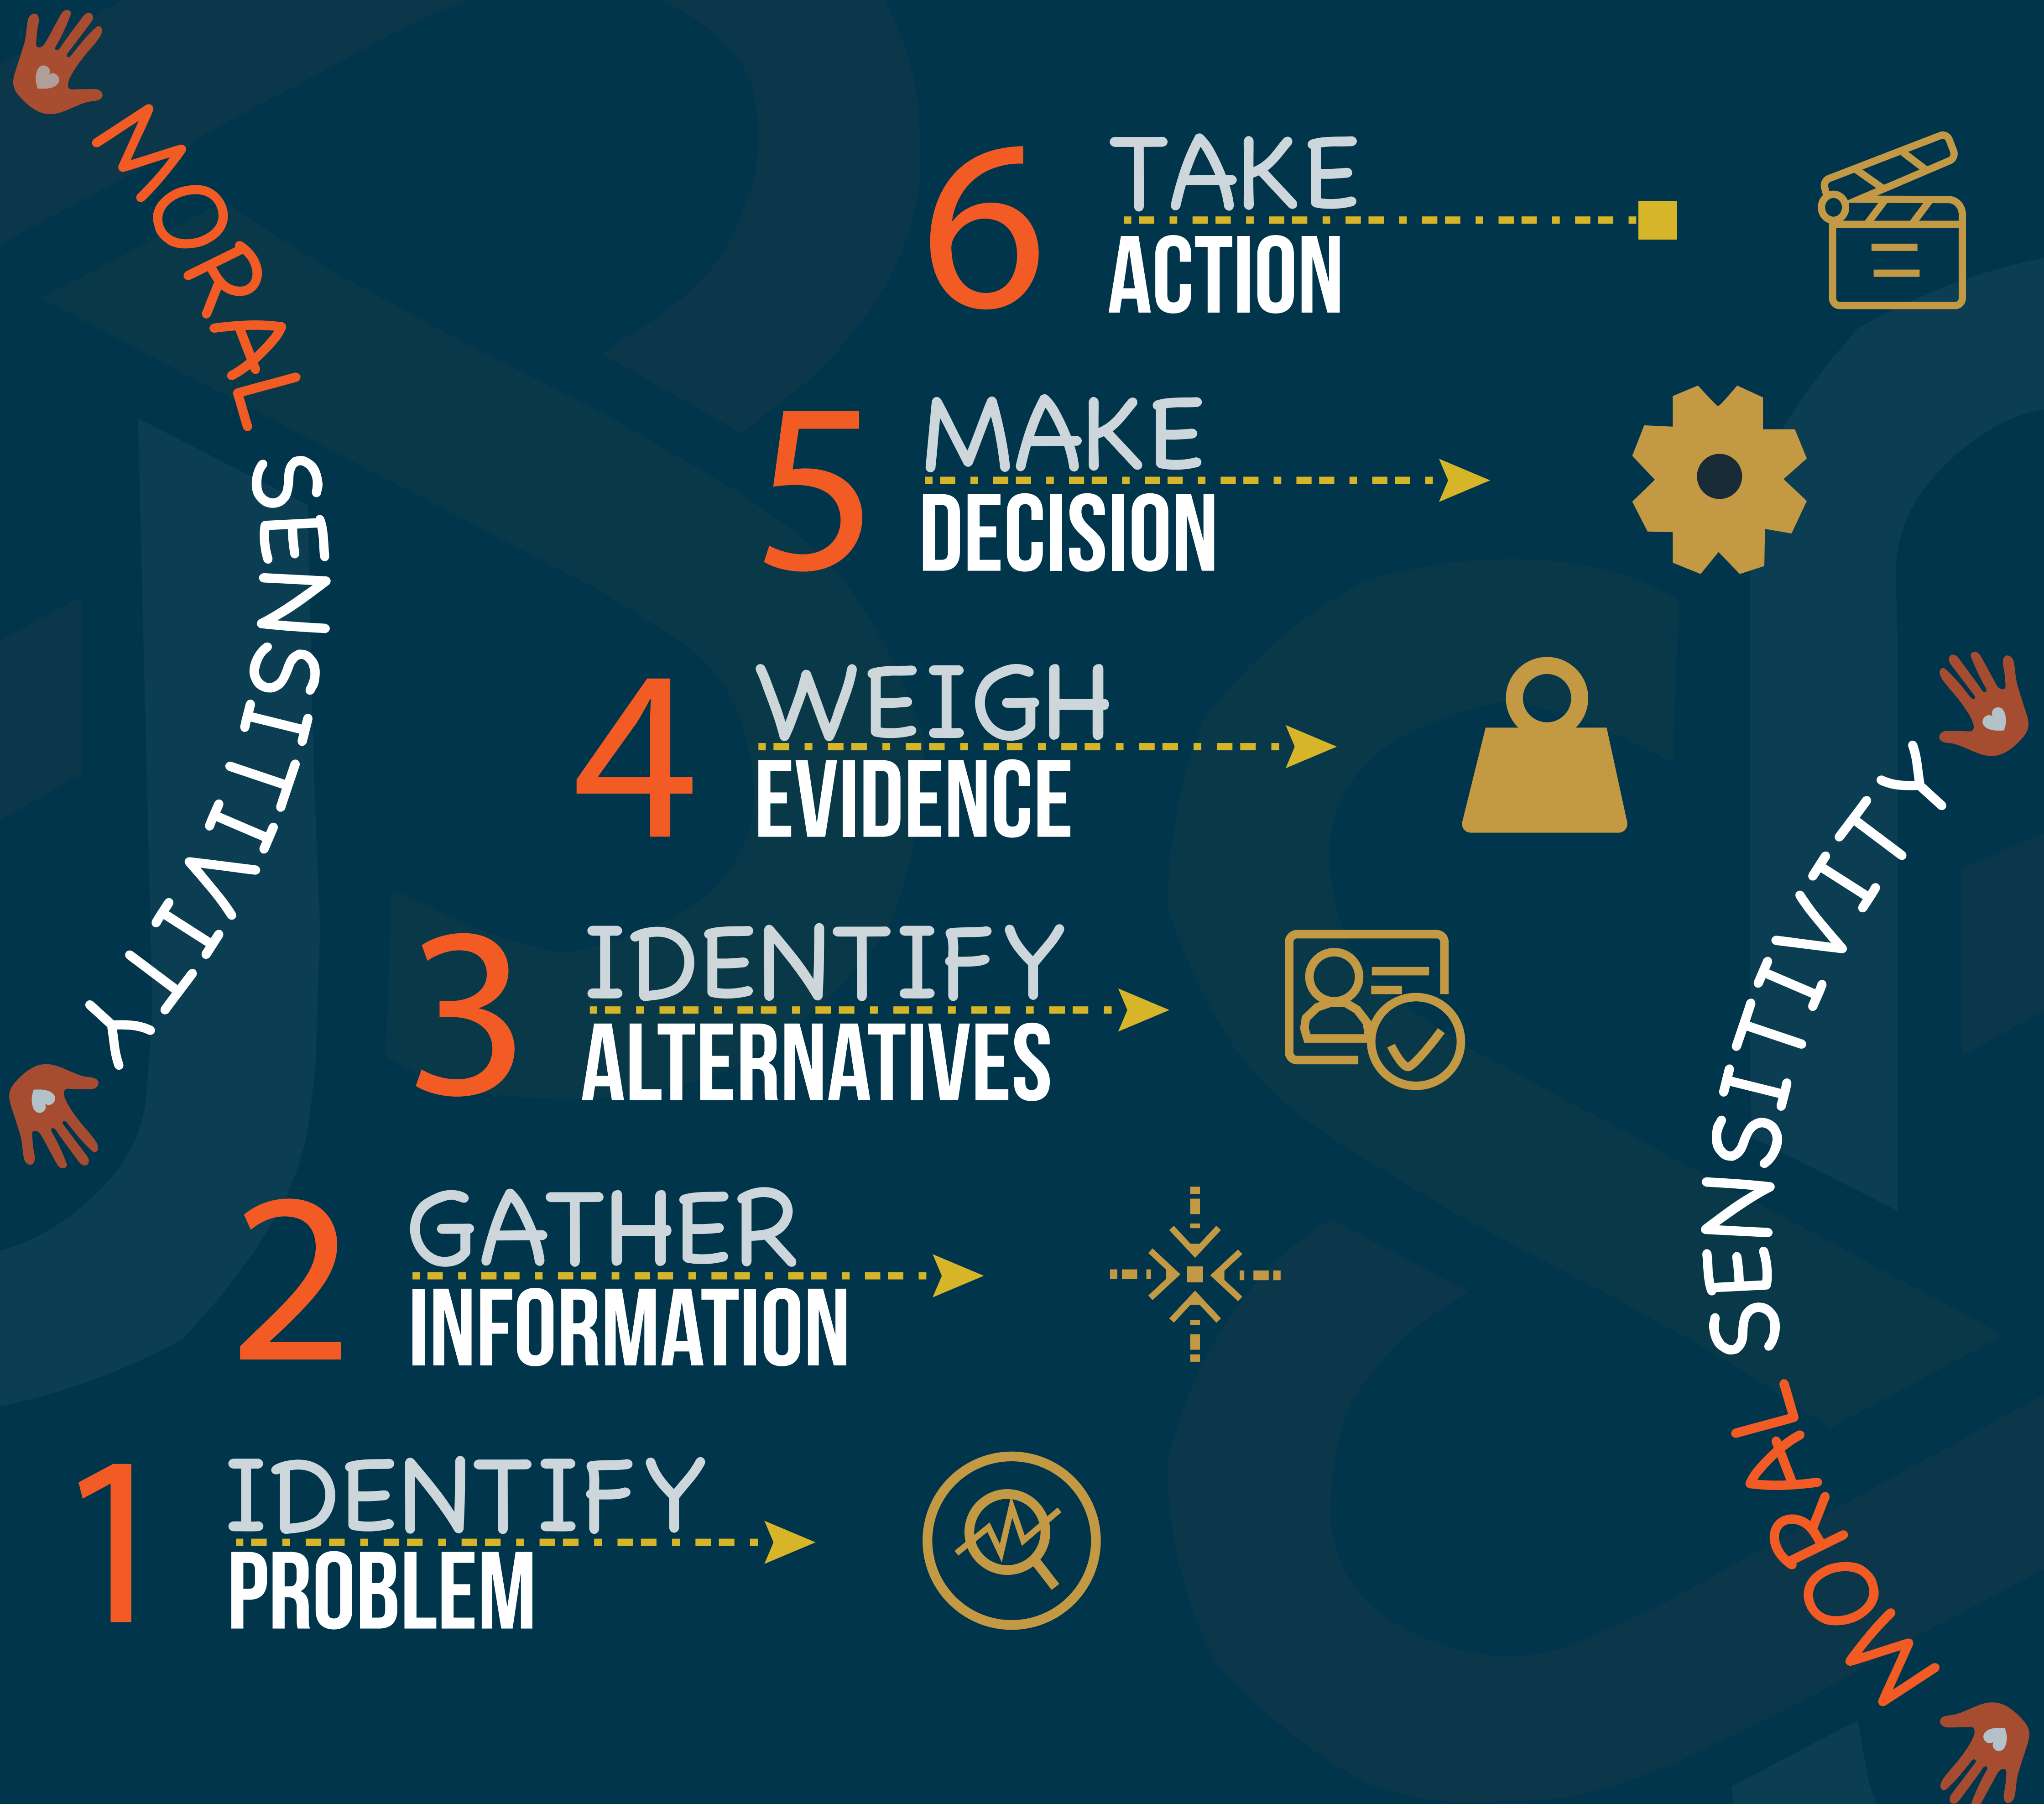 MORAL SENSITIVITY
6
TAKE
ACTION
5
MAKE
DECISION
4
WEIGH
EVIDENCE
3
IDENTIFY
ALTERNATIVES
2
GATHER
INFORMATION
1
IDENTIFY
PROBLEM
MORAL SENSITIVITY